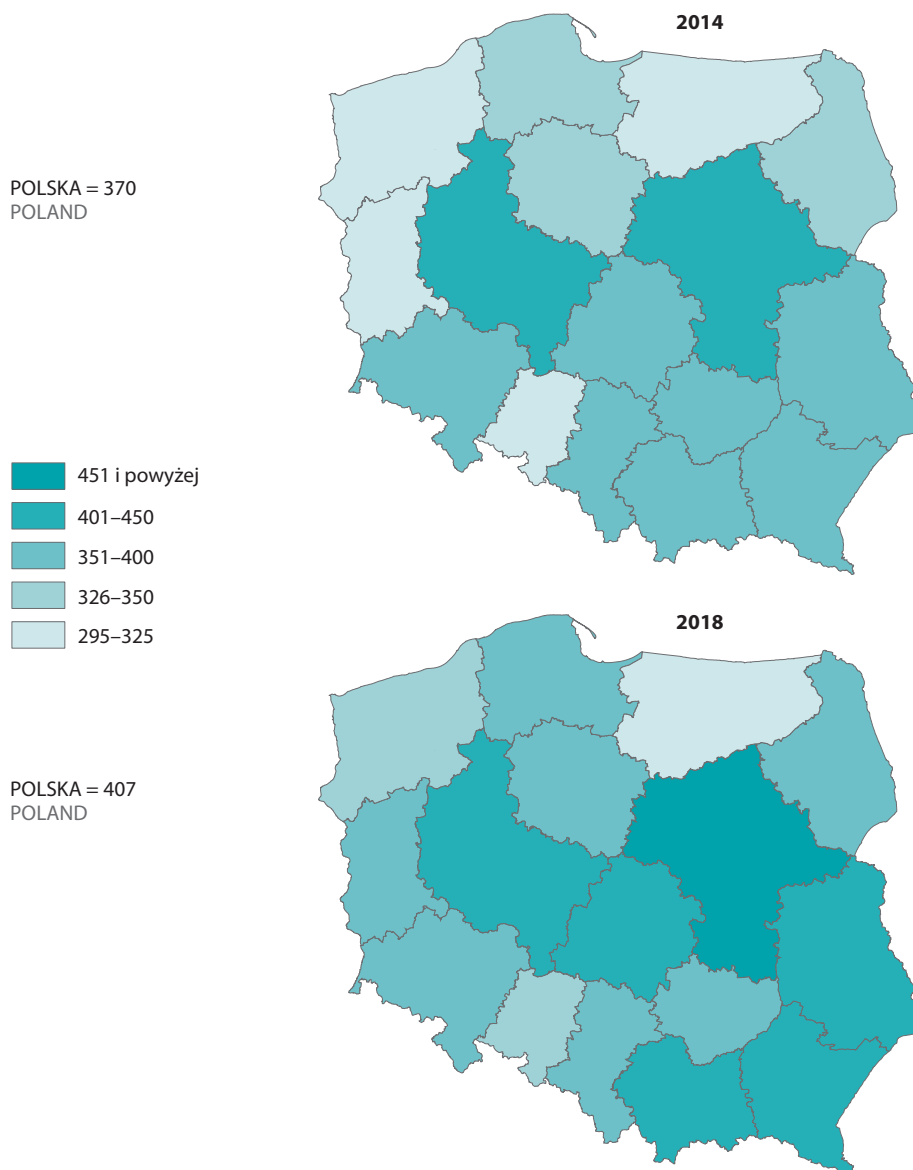 2014
POLSKA = 370
POLAND
451 i powyżej
401–450
351–400
326–350
295–325
2018
POLSKA = 407
POLAND